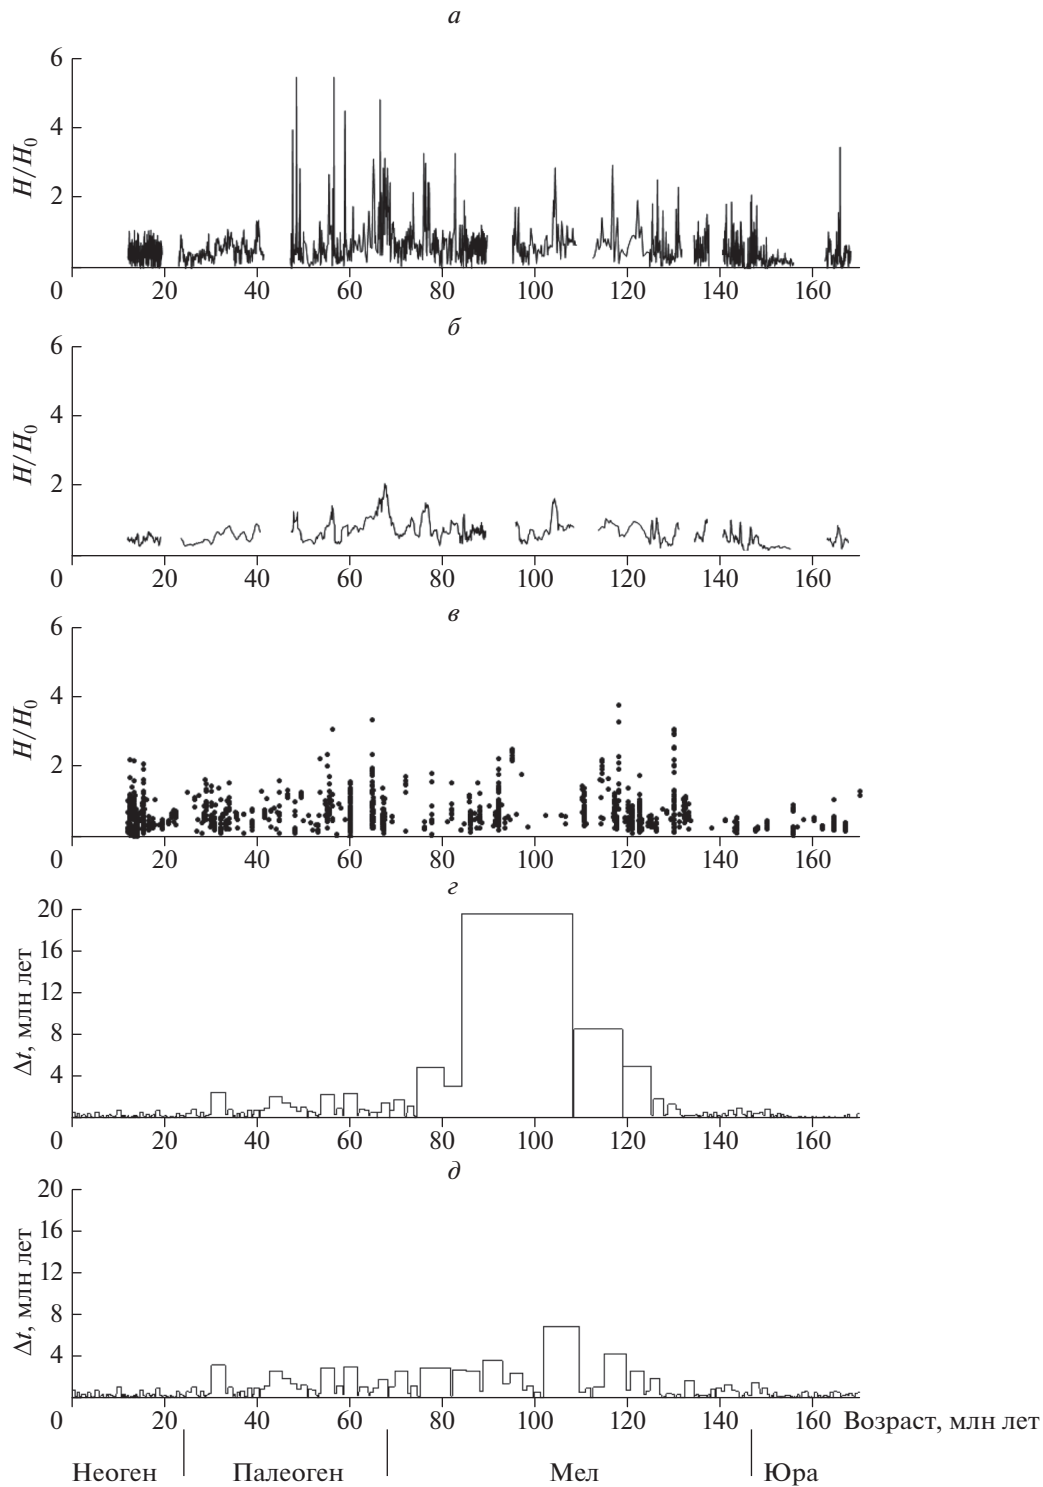 а
6
4
2
H/H0
0 20 40 60 80 100 120 140 160
б
6
4
2
H/H0
0 20 40 60 80 100 120 140 160
в
6
4
2
H/H0
0 20 40 60 80 100 120 140 160
г
20
16
12
8
4
Δt, млн лет
0 20 40 60 80 100 120 140 160
д
20
16
12
8
4
Δt, млн лет
0 20 40 60 80 100 120 140 160 Возраст, млн лет
Неоген Палеоген Мел Юра